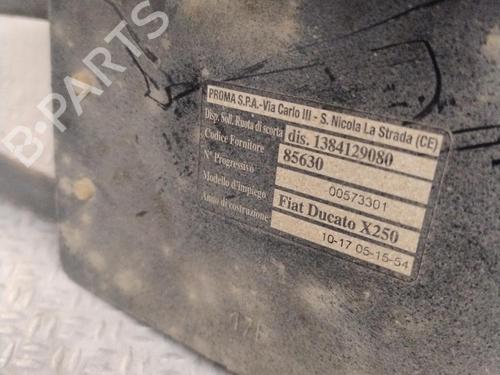 B-PARTS
PROMA S.P.A.-Via Carlo III - S. Nicola La Strada (CE)
Disp. Soll. Ruota di scorta dis. 1384129080
Codice Fornitore 85630
N° Progressivo 00573301
Modello d'impiego Fiat Ducato X250
Anno di costruzione 10-17 05-15-54